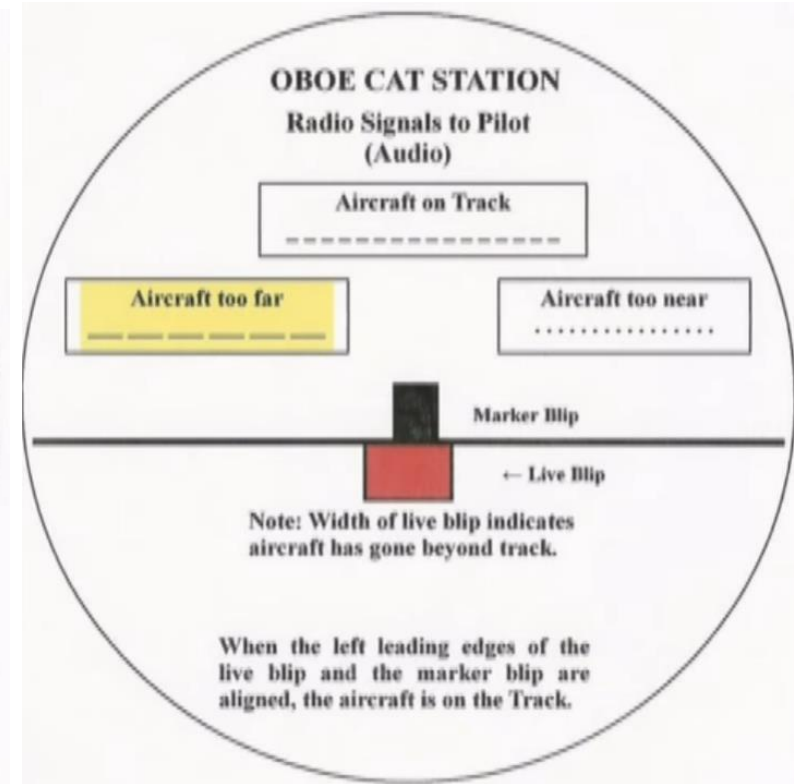 OBOE CAT STATION
Radio Signals to Pilot
(Audio)
Aircraft on Track
Aircraft too far
Aircraft too near
Marker Blip
← Live Blip
Note: Width of live blip indicates
aircraft has gone beyond track.
When the left leading edges of the
live blip and the marker blip are
aligned, the aircraft is on the Track.